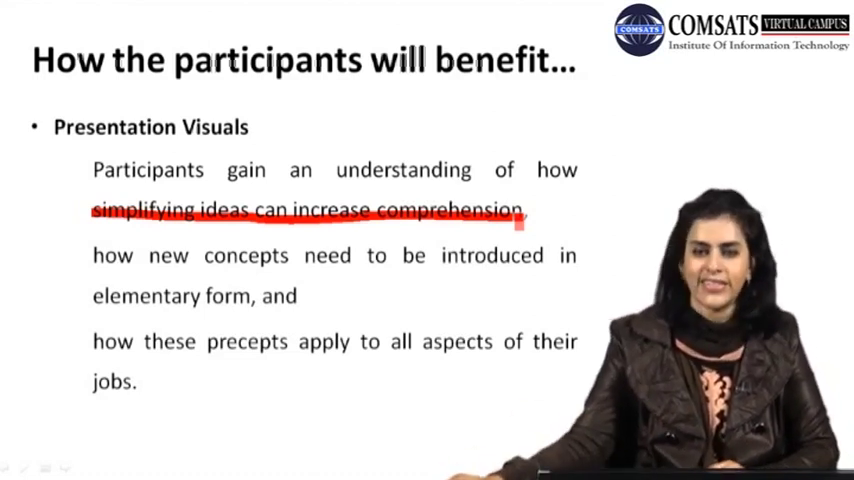 COMSATS VIRTUAL CAMPUS
Institute Of Information Technology
COMSATS
How the participants will benefit...
• Presentation Visuals
Participants gain an understanding of how
simplifying ideas can increase comprehension,
how new concepts need to be introduced in
elementary form, and
how these precepts apply to all aspects of their
jobs.